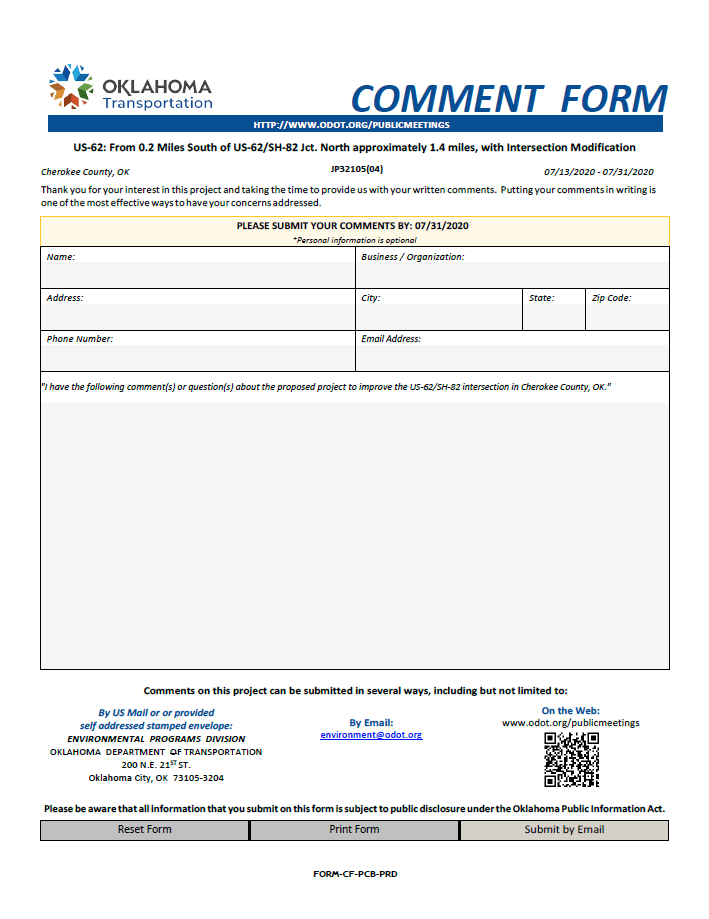 OKLAHOMA
Transportation
COMMENT FORM
HTTP://WWW.ODOT.ORG/PUBLICMEETINGS
US-62: From 0.2 Miles South of US-62/SH-82 Jct. North approximately 1.4 miles, with Intersection Modification
Cherokee County, OK JP32105(04) 07/13/2020 - 07/31/2020
Thank you for your interest in this project and taking the time to provide us with your written comments. Putting your comments in writing is
one of the most effective ways to have your concerns addressed.
PLEASE SUBMIT YOUR COMMENTS BY: 07/31/2020
*Personal information is optional
Name: Business / Organization:
Address: City: State: Zip Code:
Phone Number: Email Address:
"I have the following comment(s) or question(s) about the proposed project to improve the US-62/SH-82 intersection in Cherokee County, OK."
Comments on this project can be submitted in several ways, including but not limited to:
By US Mail or or provided
self addressed stamped envelope:
ENVIRONMENTAL PROGRAMS DIVISION
OKLAHOMA DEPARTMENT OF TRANSPORTATION
200 N.E. 21ST ST.
Oklahoma City, OK 73105-3204
By Email:
environment@odot.org
On the Web:
www.odot.org/publicmeetings
Please be aware that all information that you submit on this form is subject to public disclosure under the Oklahoma Public Information Act.
Reset Form Print Form Submit by Email
FORM-CF-PCB-PRD